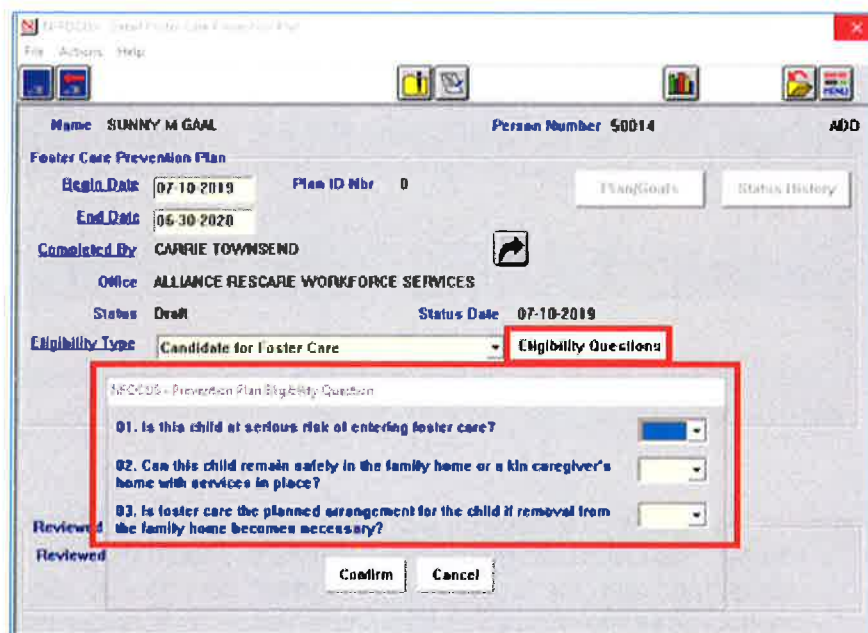 File Actions Help
MENU
Name SUNNY M GAAL Person Number 50014 ADD
Foster Care Prevention Plan
Begin Date 07-10-2019 Plan ID Nbr 0 Plan/Goals Status History
End Date 06-30-2020
Completed By CARRIE TOWNSEND
Office ALLIANCE RESCARE WORKFORCE SERVICES
Status Draft Status Date 07-10-2019
Eligibility Type Candidate for Foster Care Eligibility Questions
NFOCUS - Prevention Plan Eligibility Question
01. Is this child at serious risk of entering foster care?
02. Can this child remain safely in the family home or a kin caregiver's
home with services in place?
03. Is foster care the planned arrangement for the child if removal from
the family home becomes necessary?
Reviewed
Reviewed
Confirm Cancel